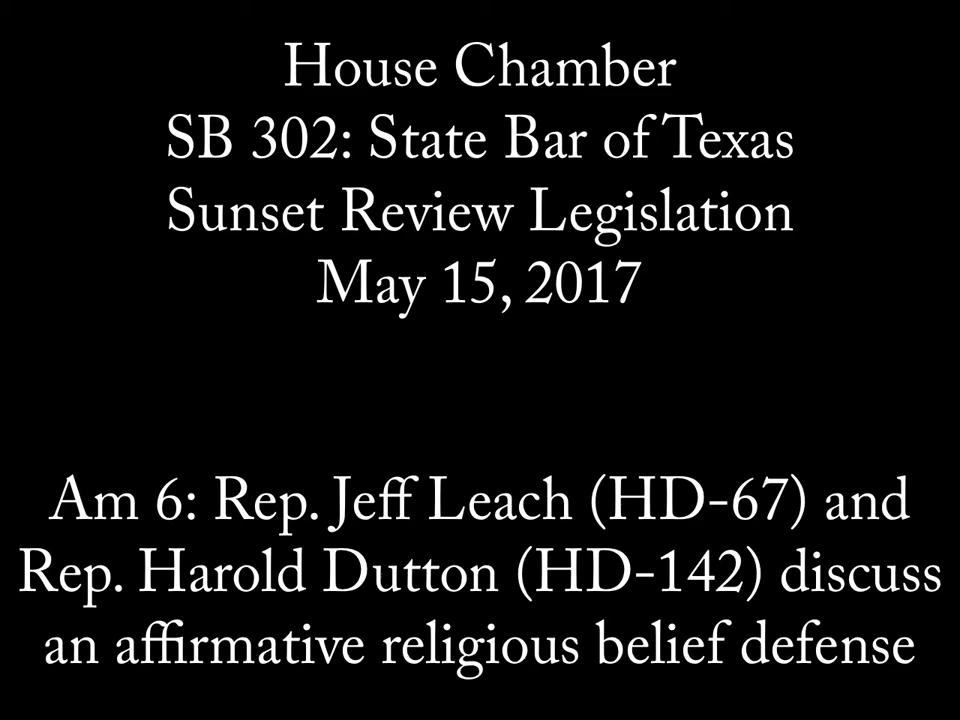 House Chamber
SB 302: State Bar of Texas
Sunset Review Legislation
May 15, 2017
Am 6: Rep. Jeff Leach (HD-67) and
Rep. Harold Dutton (HD-142) discuss
an affirmative religious belief defense